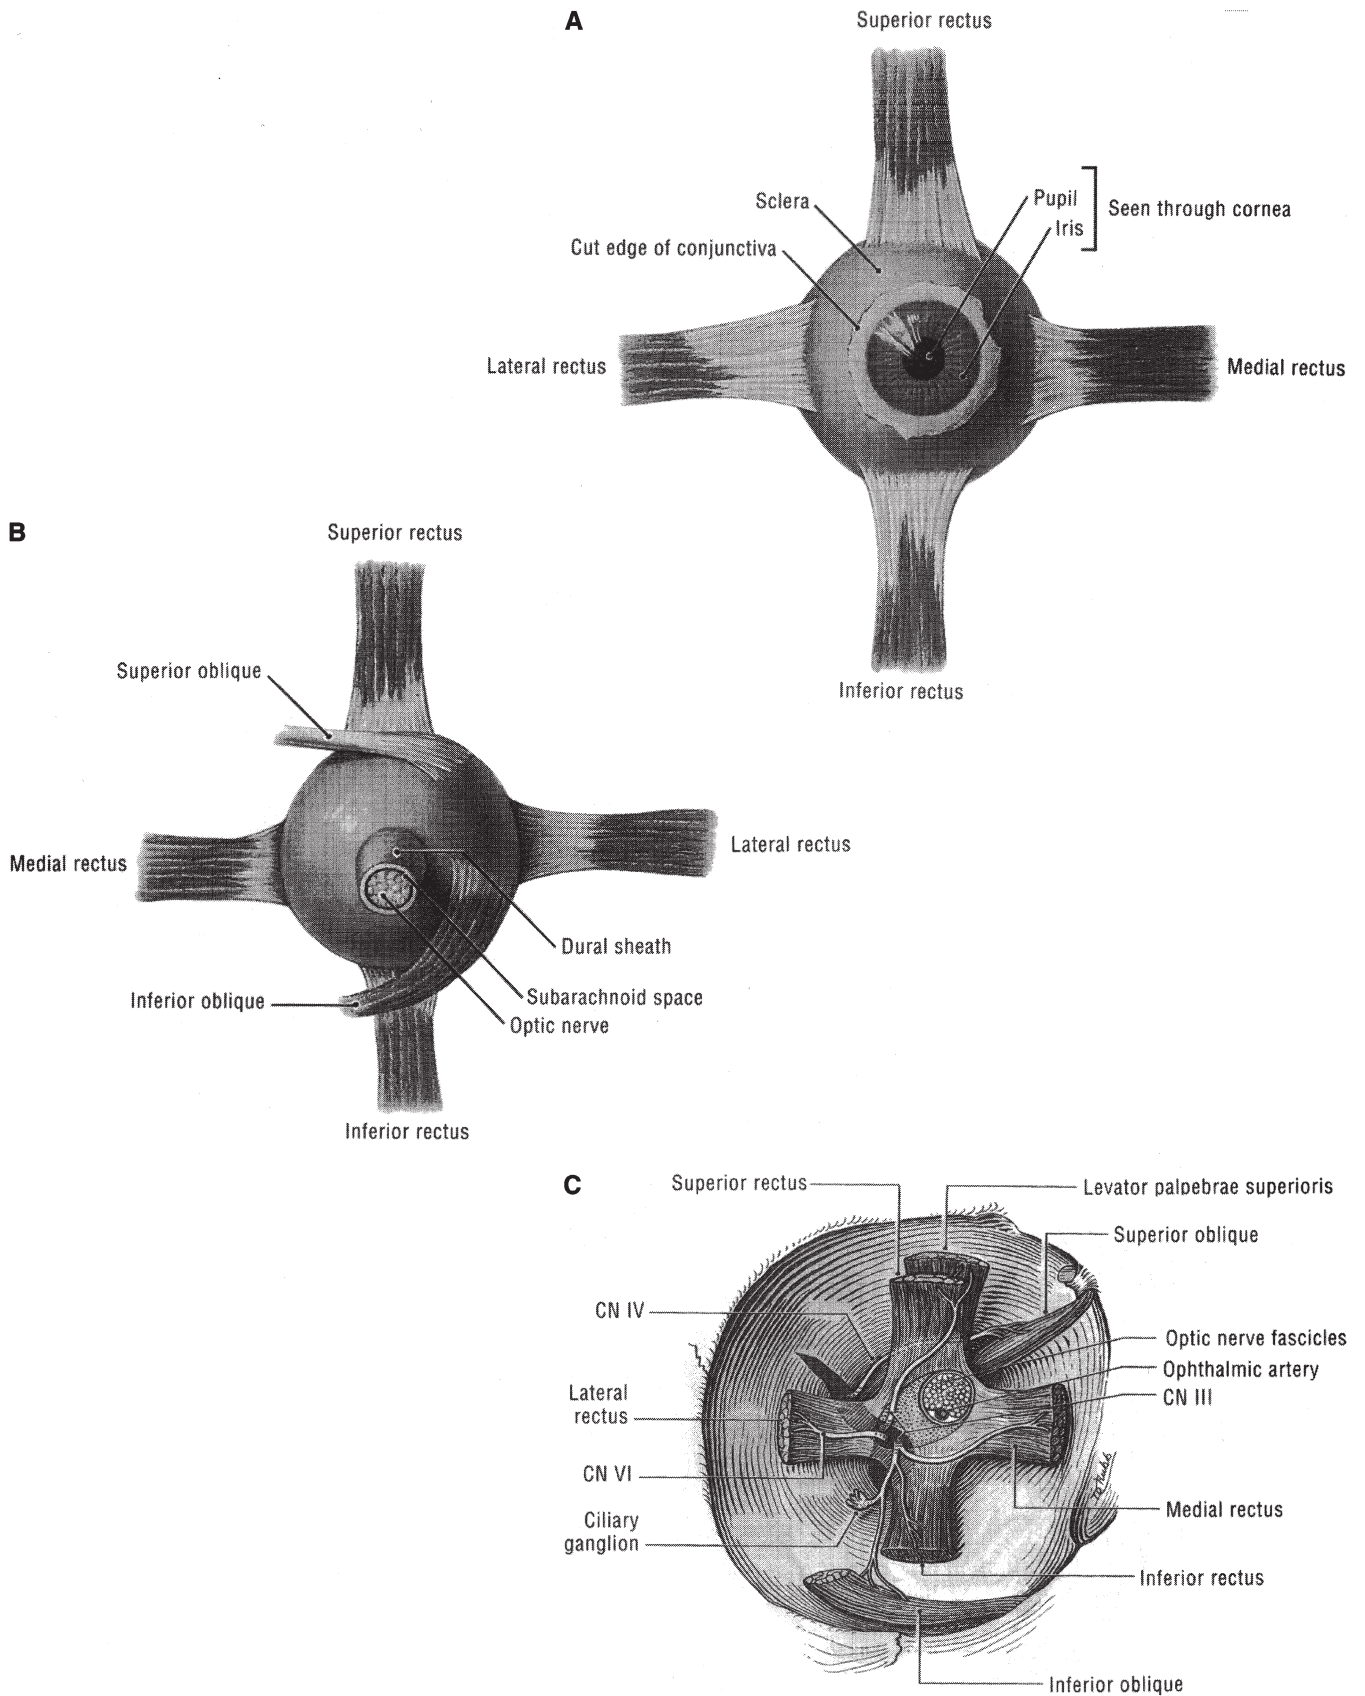 A
Superior rectus
Sclera
Pupil
Iris
Seen through cornea
Cut edge of conjunctiva
Lateral rectus
Medial rectus
Inferior rectus
B
Superior rectus
Superior oblique
Medial rectus
Lateral rectus
Dural sheath
Inferior oblique
Subarachnoid space
Optic nerve
Inferior rectus
C
Superior rectus
Levator palpebrae superioris
Superior oblique
CN IV
Optic nerve fascicles
Ophthalmic artery
CN III
Lateral
rectus
CN VI
Medial rectus
Ciliary
ganglion
Inferior rectus
Inferior oblique